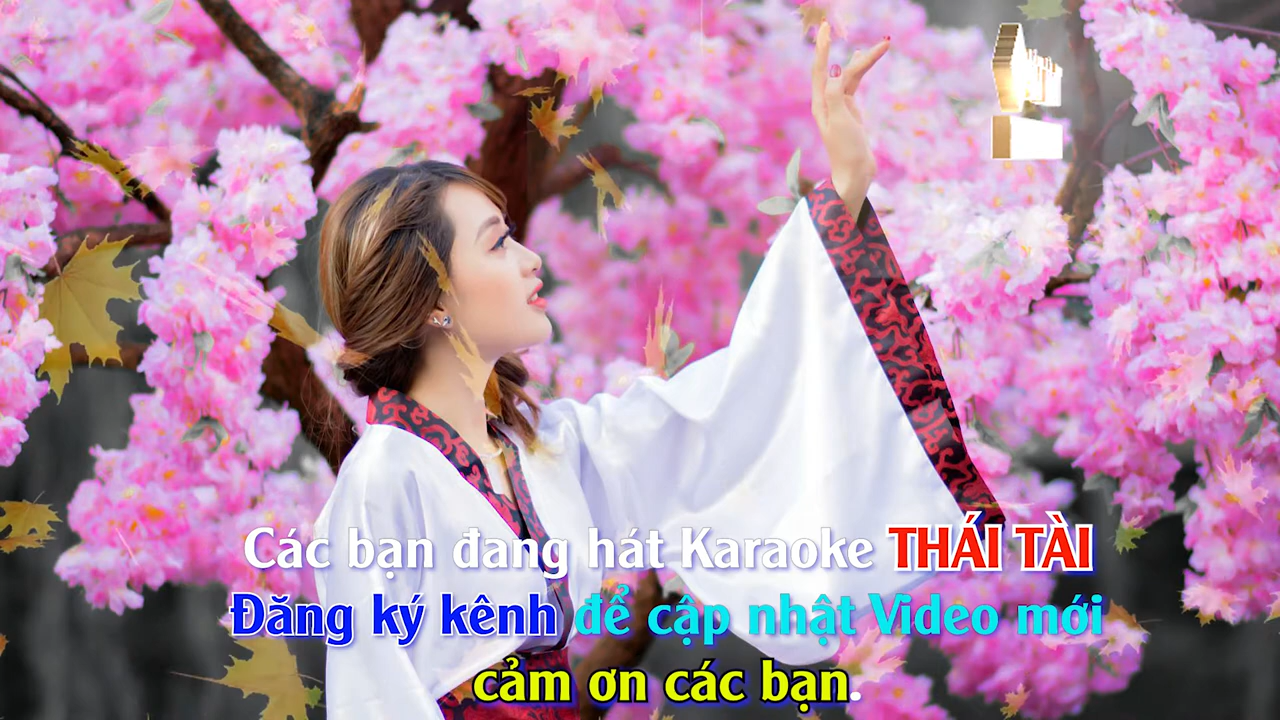 Các bạn đang hát Karaoke THÁI TÀI
Đăng ký kênh để cập nhật Video mới
cảm ơn các bạn.